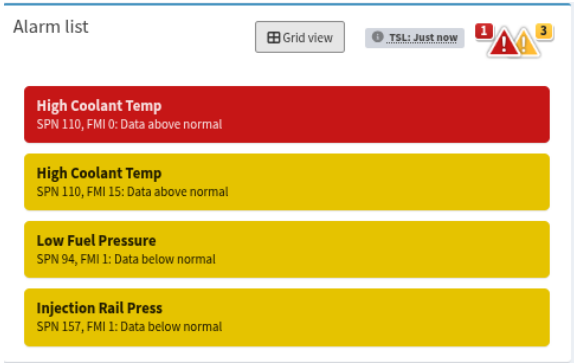 Alarm list
Grid view
TSL: Just now
1
3
High Coolant Temp
SPN 110, FMI 0: Data above normal
High Coolant Temp
SPN 110, FMI 15: Data above normal
Low Fuel Pressure
SPN 94, FMI 1: Data below normal
Injection Rail Press
SPN 157, FMI 1: Data below normal